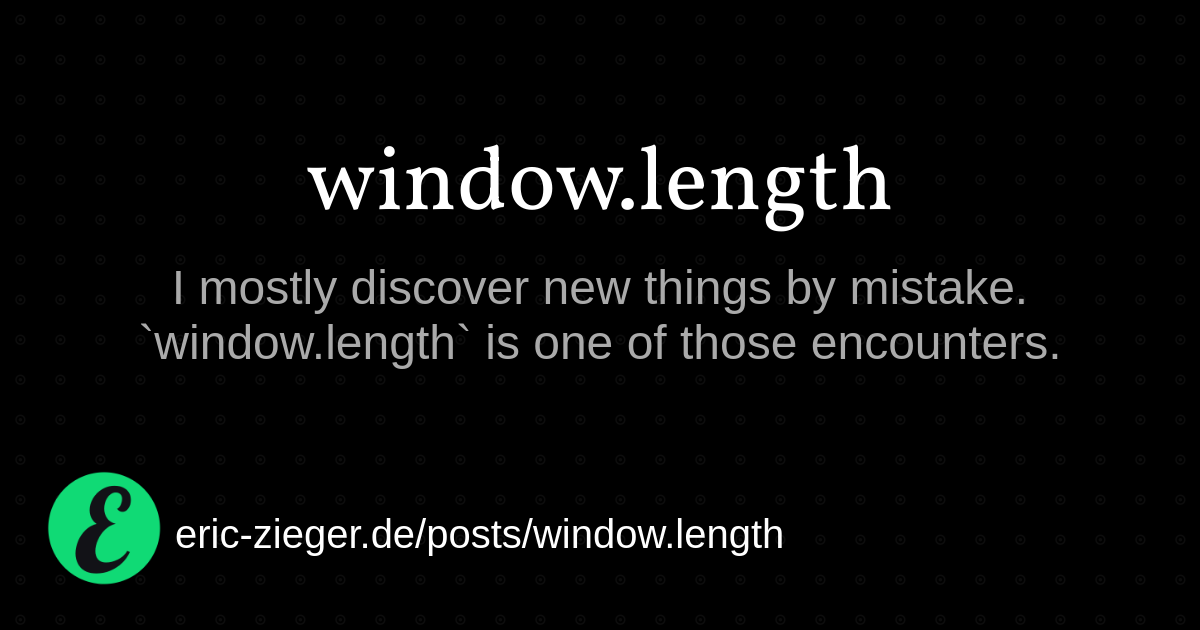 window.length
I mostly discover new things by mistake.
`window.length` is one of those encounters.
E
eric-zieger.de/posts/window.length